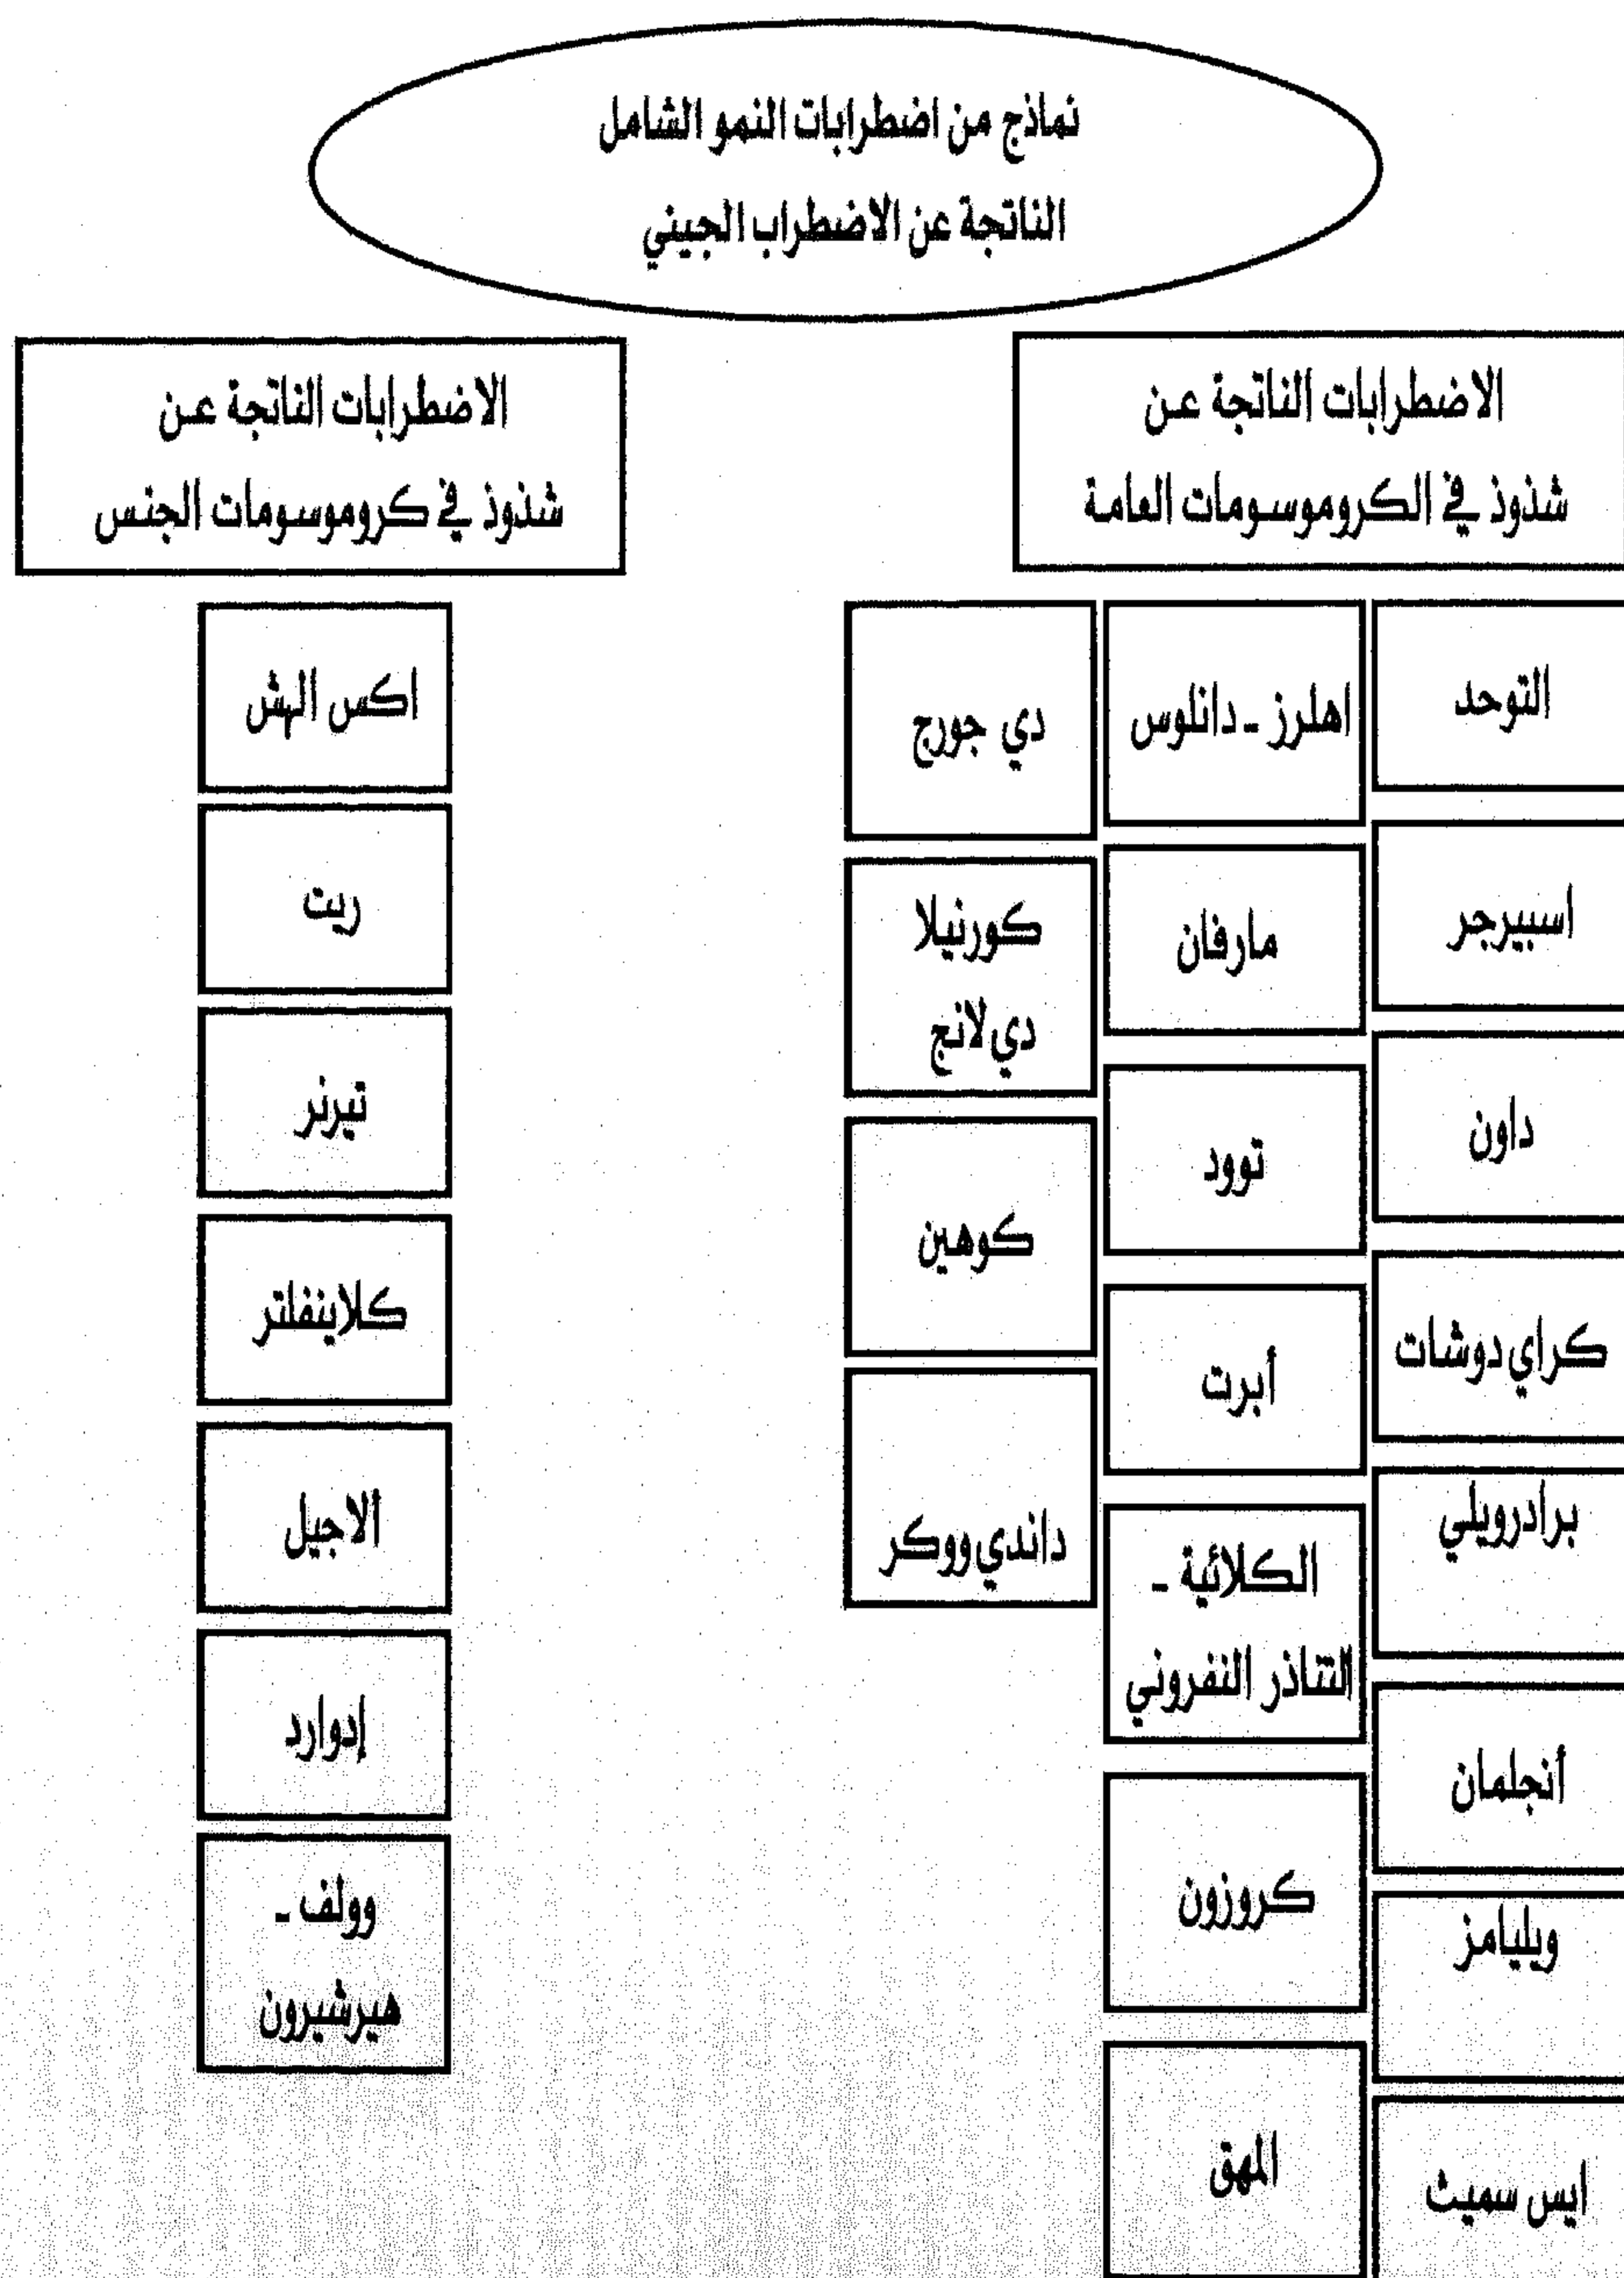 نماذج من اضطرابات النمو الشامل
الناتجة عن الاضطراب الجيني
الاضطرابات الناتجة عن
شذوذ في الكروموسومات العامة
التوحد
اسبيرجر
داون
كراي دوشات
برادرويلي
أنجلمان
ويليامز
ايس سميث
اهلرز - دانلوس
مارفان
توود
أبرت
الكلائية -
التناذر النفروني
كروزون
المهق
دي جورج
كورنيلا
دي لانج
كوهين
داندي ووكر
الاضطرابات الناتجة عن
شذوذ في كروموسومات الجنس
اكس الهش
ريت
تيرنر
كلاينفلتر
الاجيل
إدوارد
وولف -
هيرشيرون